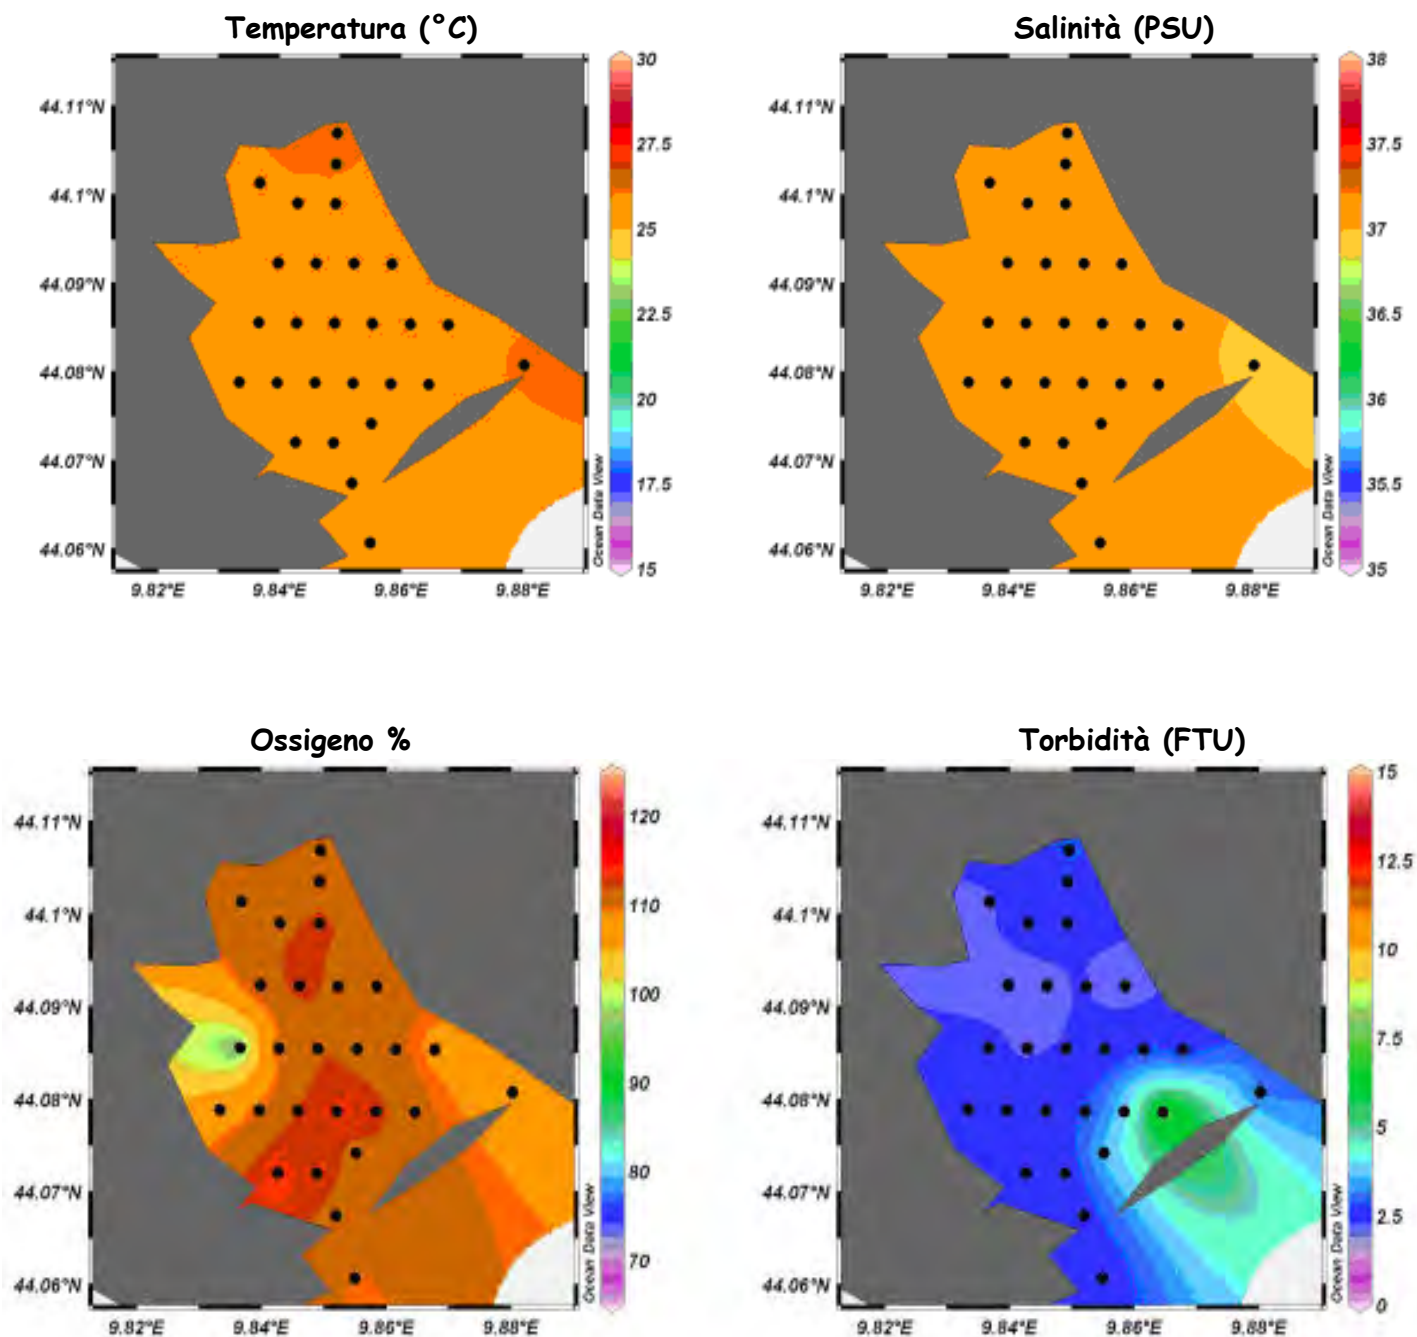 Temperatura (°C)
Salinità (PSU)
44.11°N
44.1°N
44.09°N
44.08°N
44.07°N
44.06°N
9.82°E 9.84°E 9.86°E 9.88°E
30
27.5
25
22.5
20
17.5
15
Ocean Data View
44.11°N
44.1°N
44.09°N
44.08°N
44.07°N
44.06°N
9.82°E 9.84°E 9.86°E 9.88°E
38
37.5
37
36.5
36
35.5
35
Ocean Data View
Ossigeno %
Torbidità (FTU)
44.11°N
44.1°N
44.09°N
44.08°N
44.07°N
44.06°N
9.82°E 9.84°E 9.86°E 9.88°E
120
110
100
90
80
70
Ocean Data View
44.11°N
44.1°N
44.09°N
44.08°N
44.07°N
44.06°N
9.82°E 9.84°E 9.86°E 9.88°E
15
12.5
10
7.5
5
2.5
0
Ocean Data View